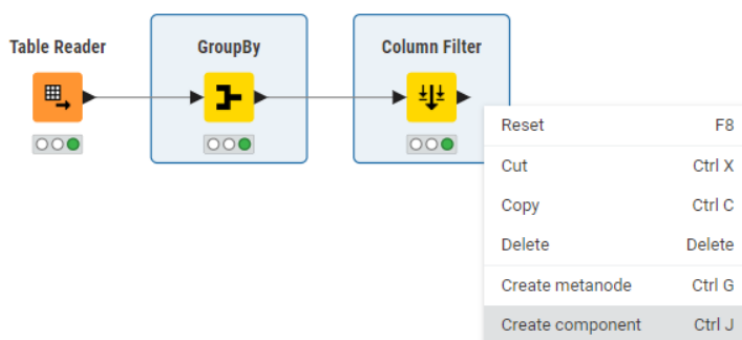 Table Reader
GroupBy
Column Filter
Reset F8
Cut Ctrl X
Copy Ctrl C
Delete Delete
Create metanode Ctrl G
Create component Ctrl J